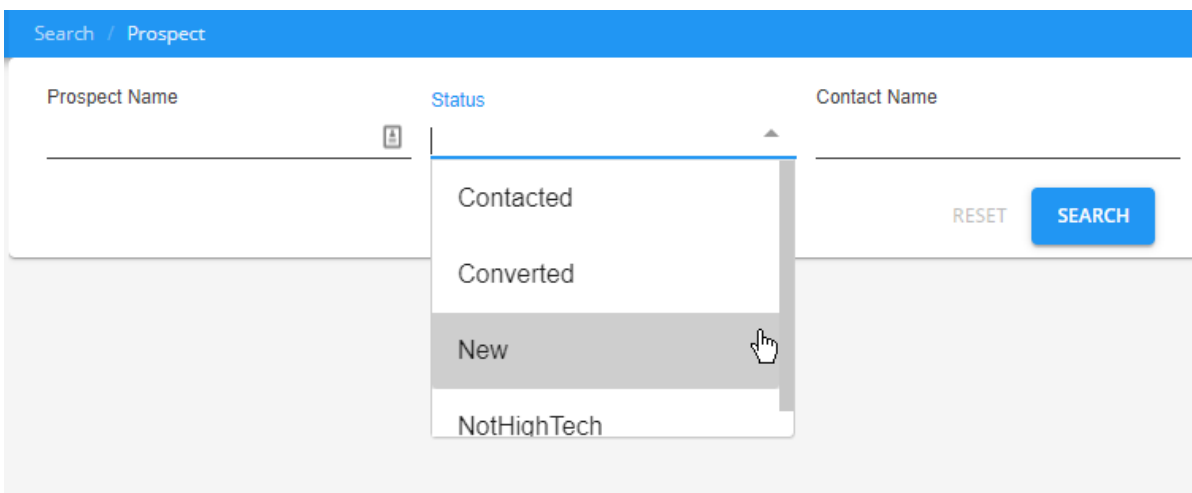 Search / Prospect
Prospect Name
Status
Contact Name
Contacted
Converted
New
NotHighTech
RESET
SEARCH